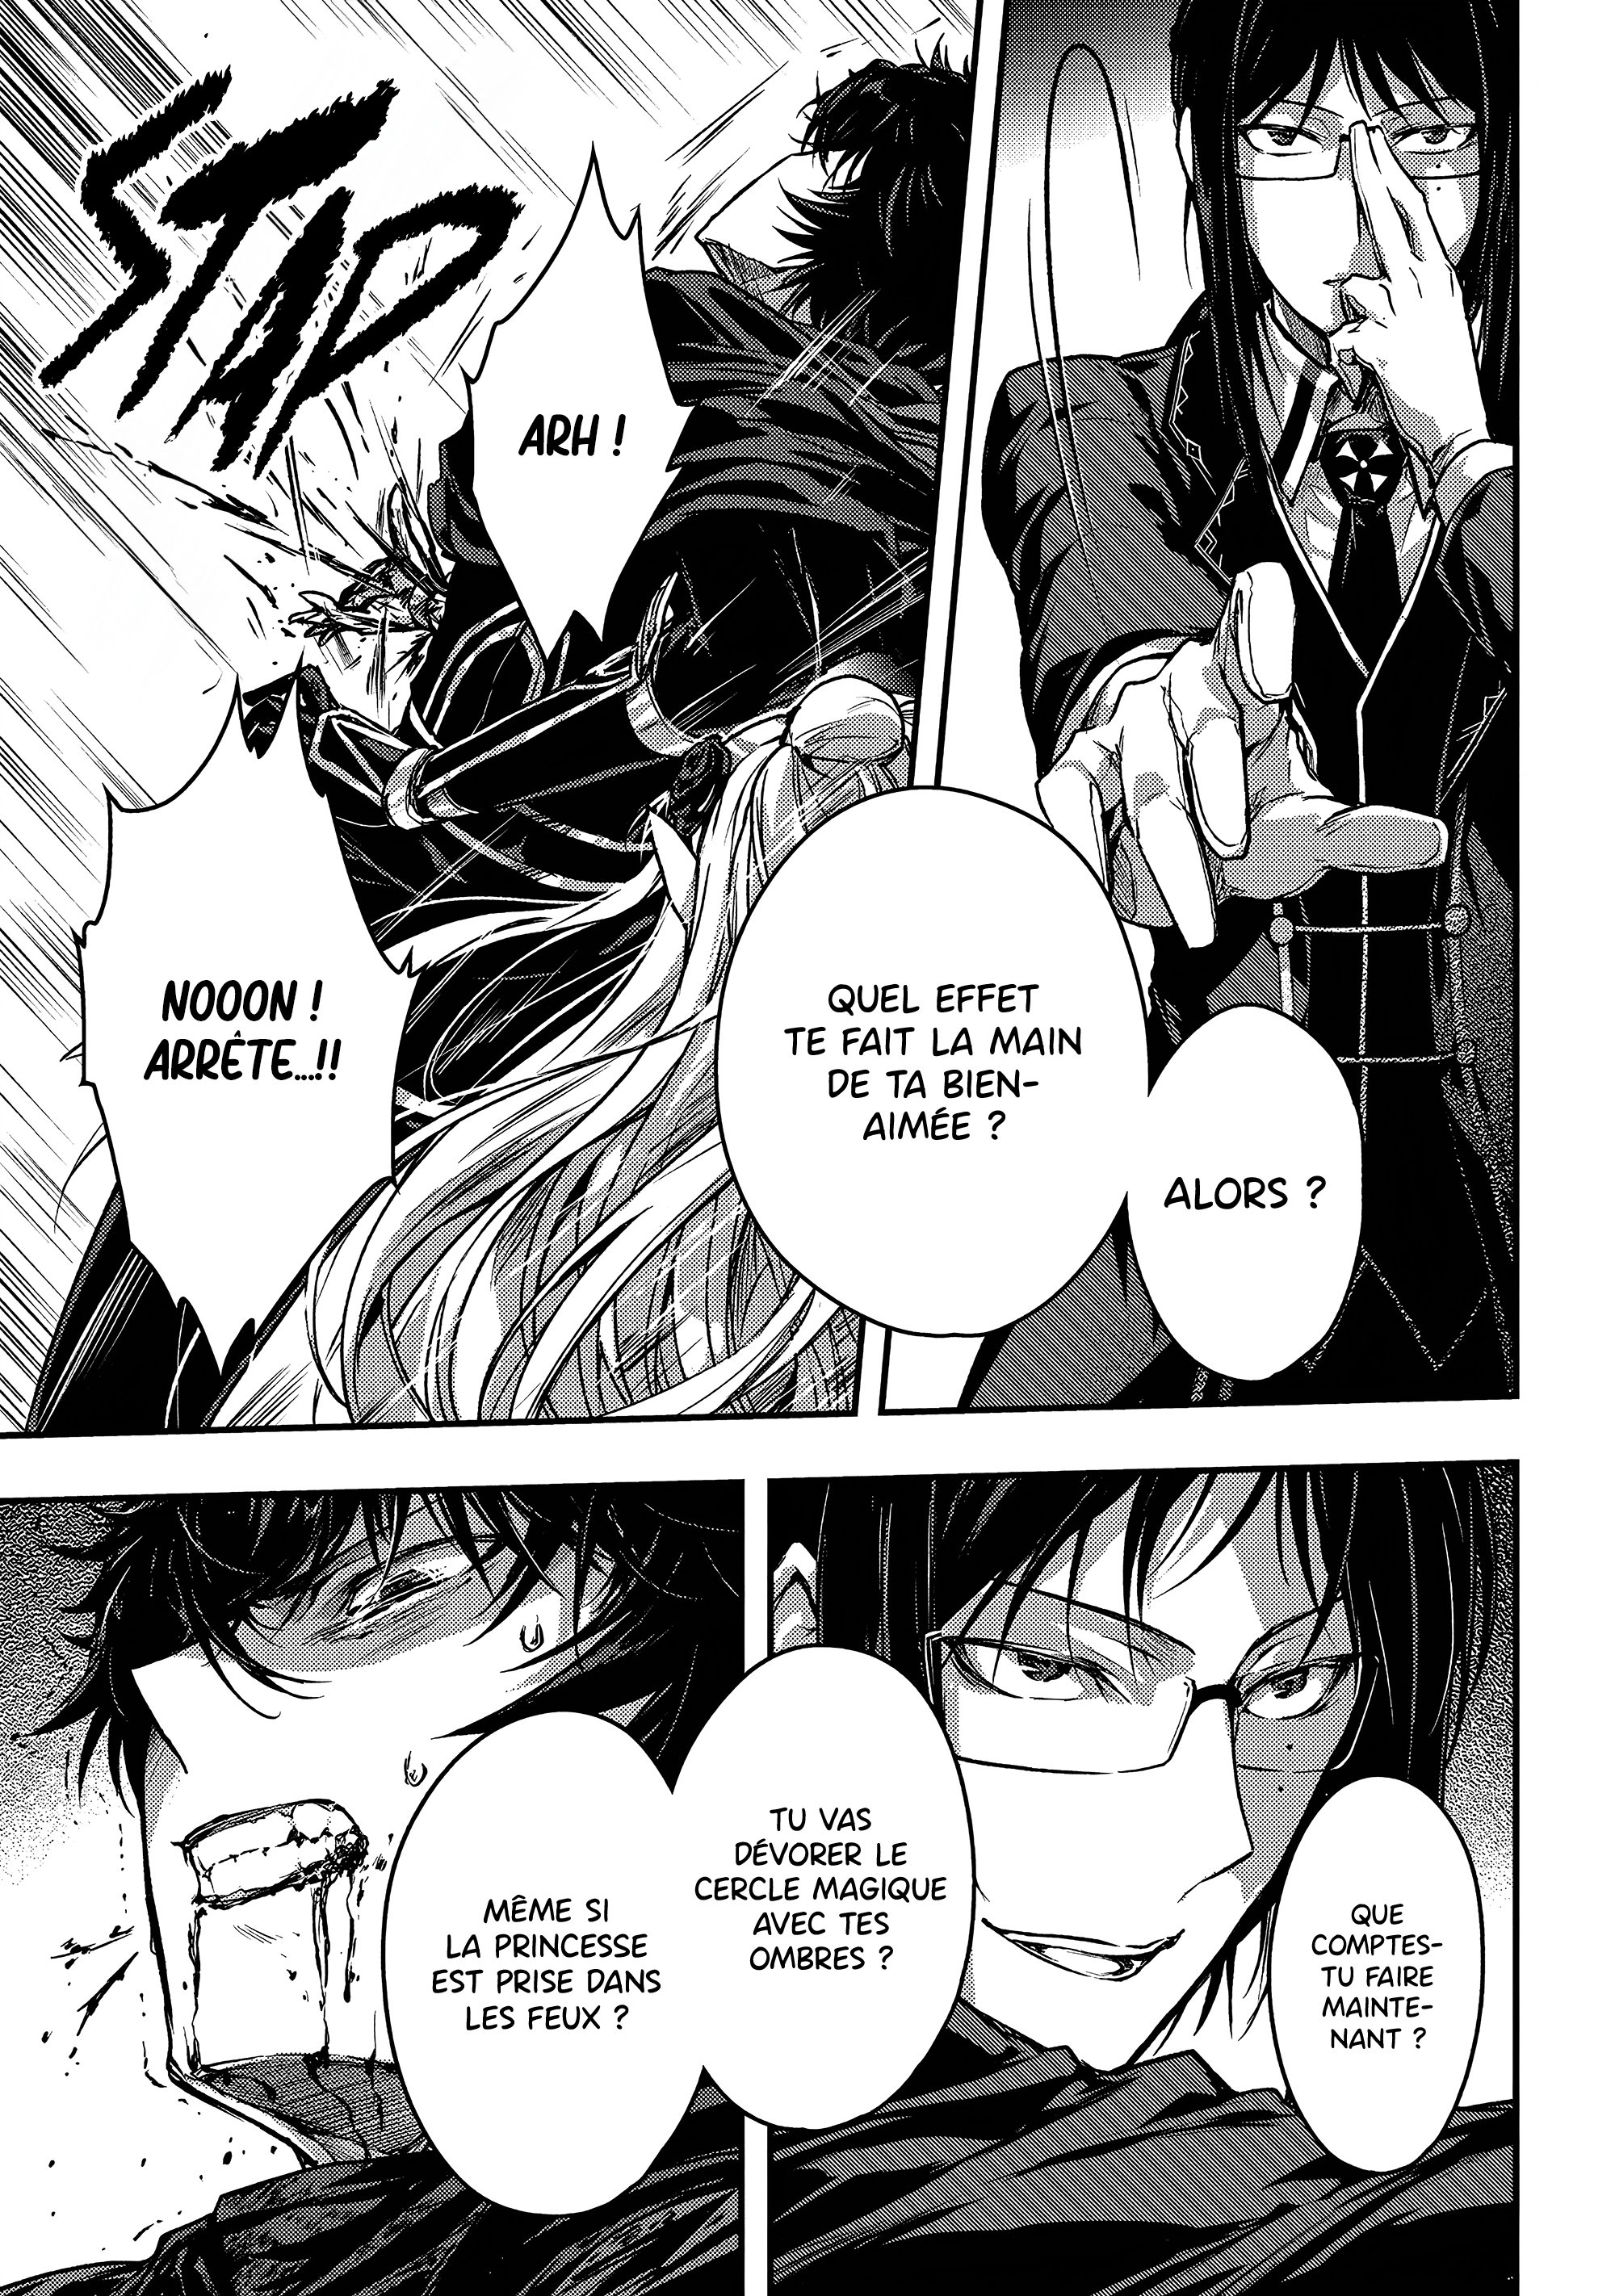 ALORS ?
QUEL EFFET
TE FAIT LA MAIN
DE TA BIEN-
AIMÉE ?
STAP
ARH !
NOOON !
ARRÊTE...!!
QUE
COMPTES-
TU FAIRE
MAINTE-
NANT ?
TU VAS
DÉVORER LE
CERCLE MAGIQUE
AVEC TES
OMBRES ?
MÊME SI
LA PRINCESSE
EST PRISE DANS
LES FEUX ?